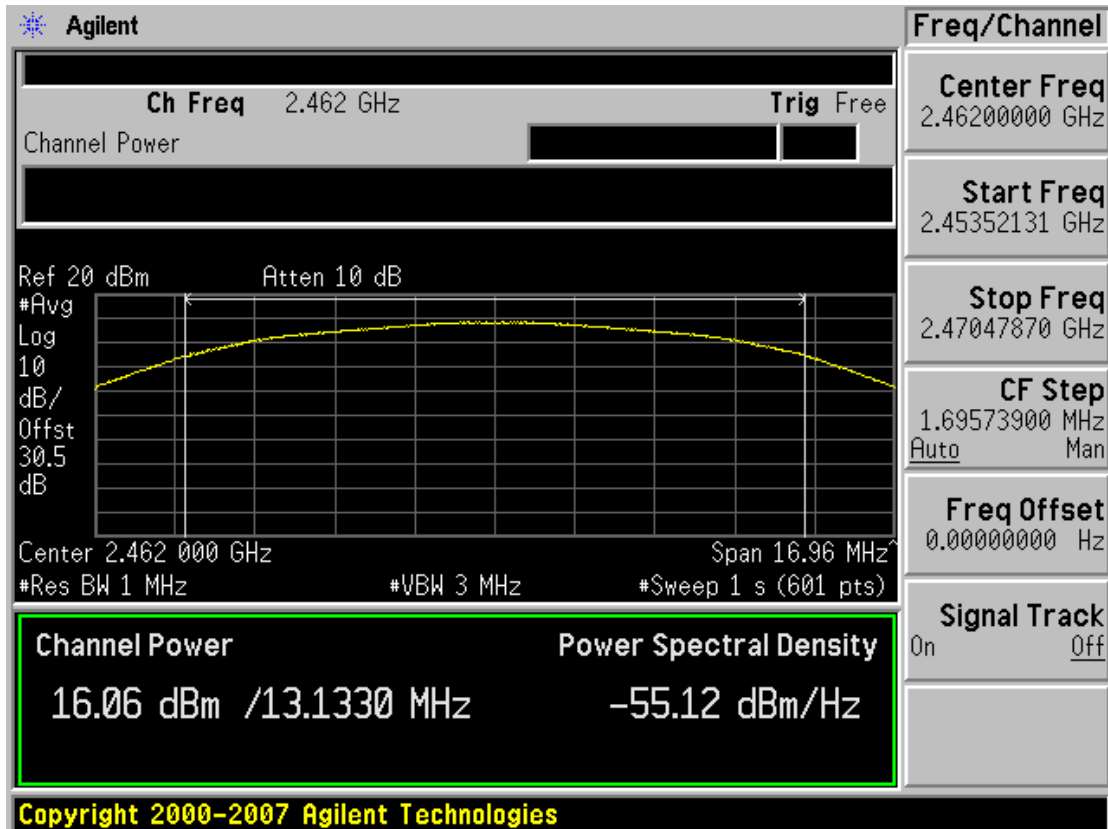 Agilent
Freq/Channel
Ch Freq 2.462 GHz Trig Free
Channel Power
Center Freq
2.46200000 GHz
Start Freq
2.45352131 GHz
Stop Freq
2.47047870 GHz
CF Step
1.69573900 MHz
Auto Man
Freq Offset
0.00000000 Hz
Signal Track
On Off
Ref 20 dBm Atten 10 dB
#Avg
Log
10
dB/
Offst
30.5
dB
Center 2.462 000 GHz Span 16.96 MHz^
#Res BW 1 MHz #VBW 3 MHz #Sweep 1 s (601 pts)
Channel Power Power Spectral Density
16.06 dBm /13.1330 MHz -55.12 dBm/Hz
Copyright 2000-2007 Agilent Technologies